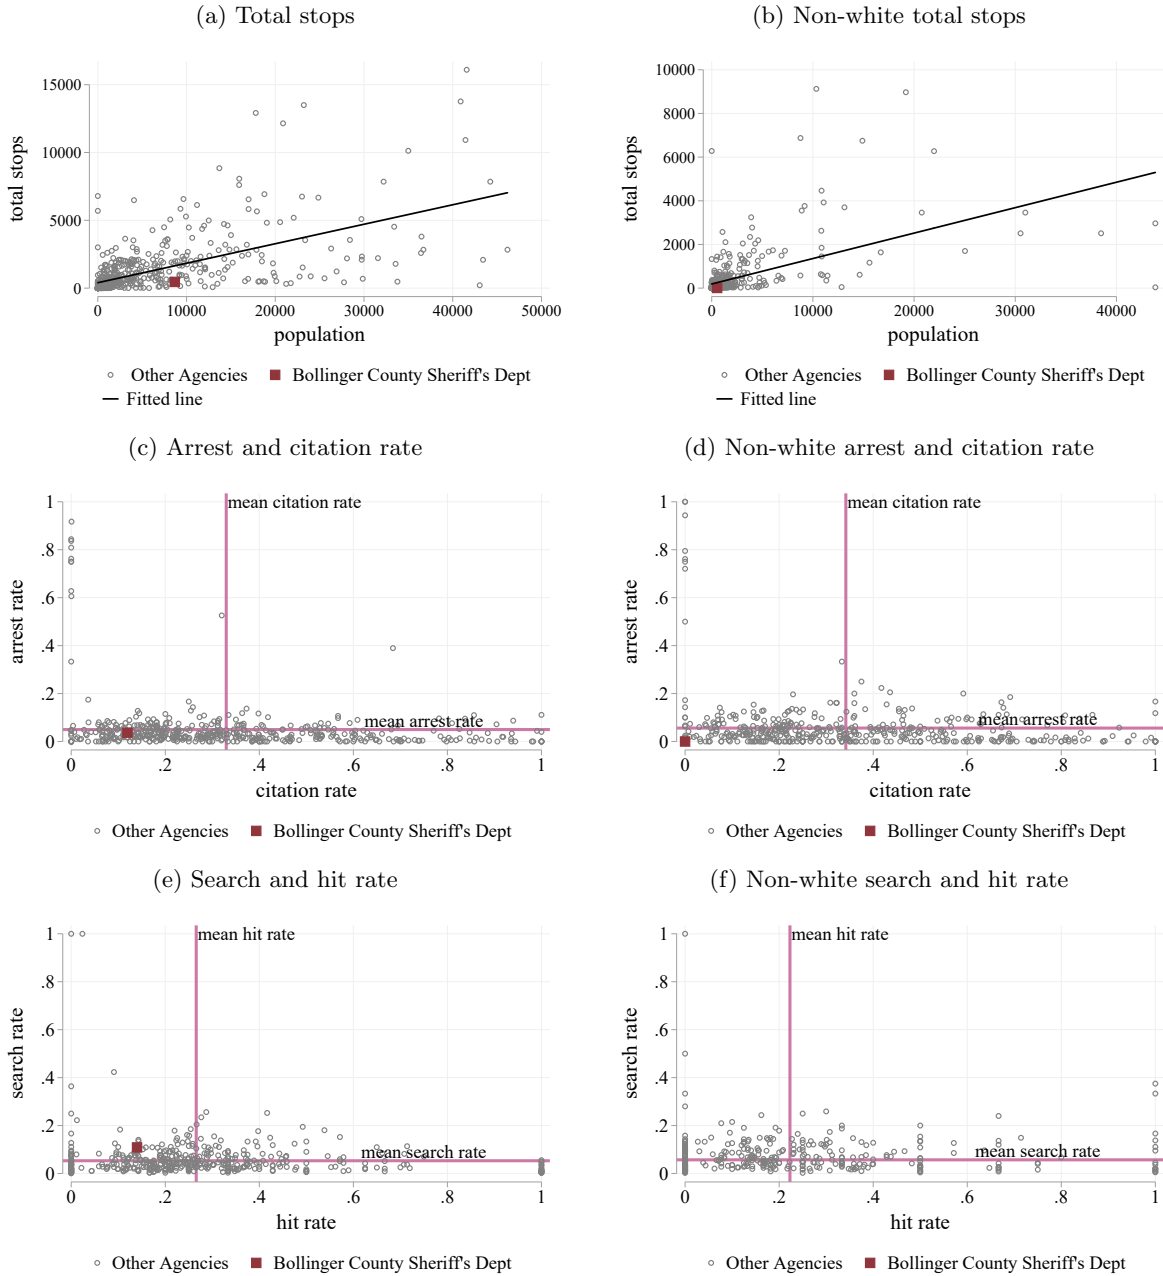 (a) Total stops
(b) Non-white total stops
total stops
15000
10000
5000
0
0 10000 20000 30000 40000 50000
population
Other Agencies Bollinger County Sheriff's Dept
Fitted line
total stops
10000
8000
6000
4000
2000
0
0 10000 20000 30000 40000
population
Other Agencies Bollinger County Sheriff's Dept
Fitted line
(c) Arrest and citation rate
(d) Non-white arrest and citation rate
arrest rate
1
.8
.6
.4
.2
0
mean citation rate
mean arrest rate
0 .2 .4 .6 .8 1
citation rate
Other Agencies Bollinger County Sheriff's Dept
arrest rate
1
.8
.6
.4
.2
0
mean citation rate
mean arrest rate
0 .2 .4 .6 .8 1
citation rate
Other Agencies Bollinger County Sheriff's Dept
(e) Search and hit rate
(f) Non-white search and hit rate
search rate
1
.8
.6
.4
.2
0
mean hit rate
mean search rate
0 .2 .4 .6 .8 1
hit rate
Other Agencies Bollinger County Sheriff's Dept
search rate
1
.8
.6
.4
.2
0
mean hit rate
mean search rate
0 .2 .4 .6 .8 1
hit rate
Other Agencies Bollinger County Sheriff's Dept